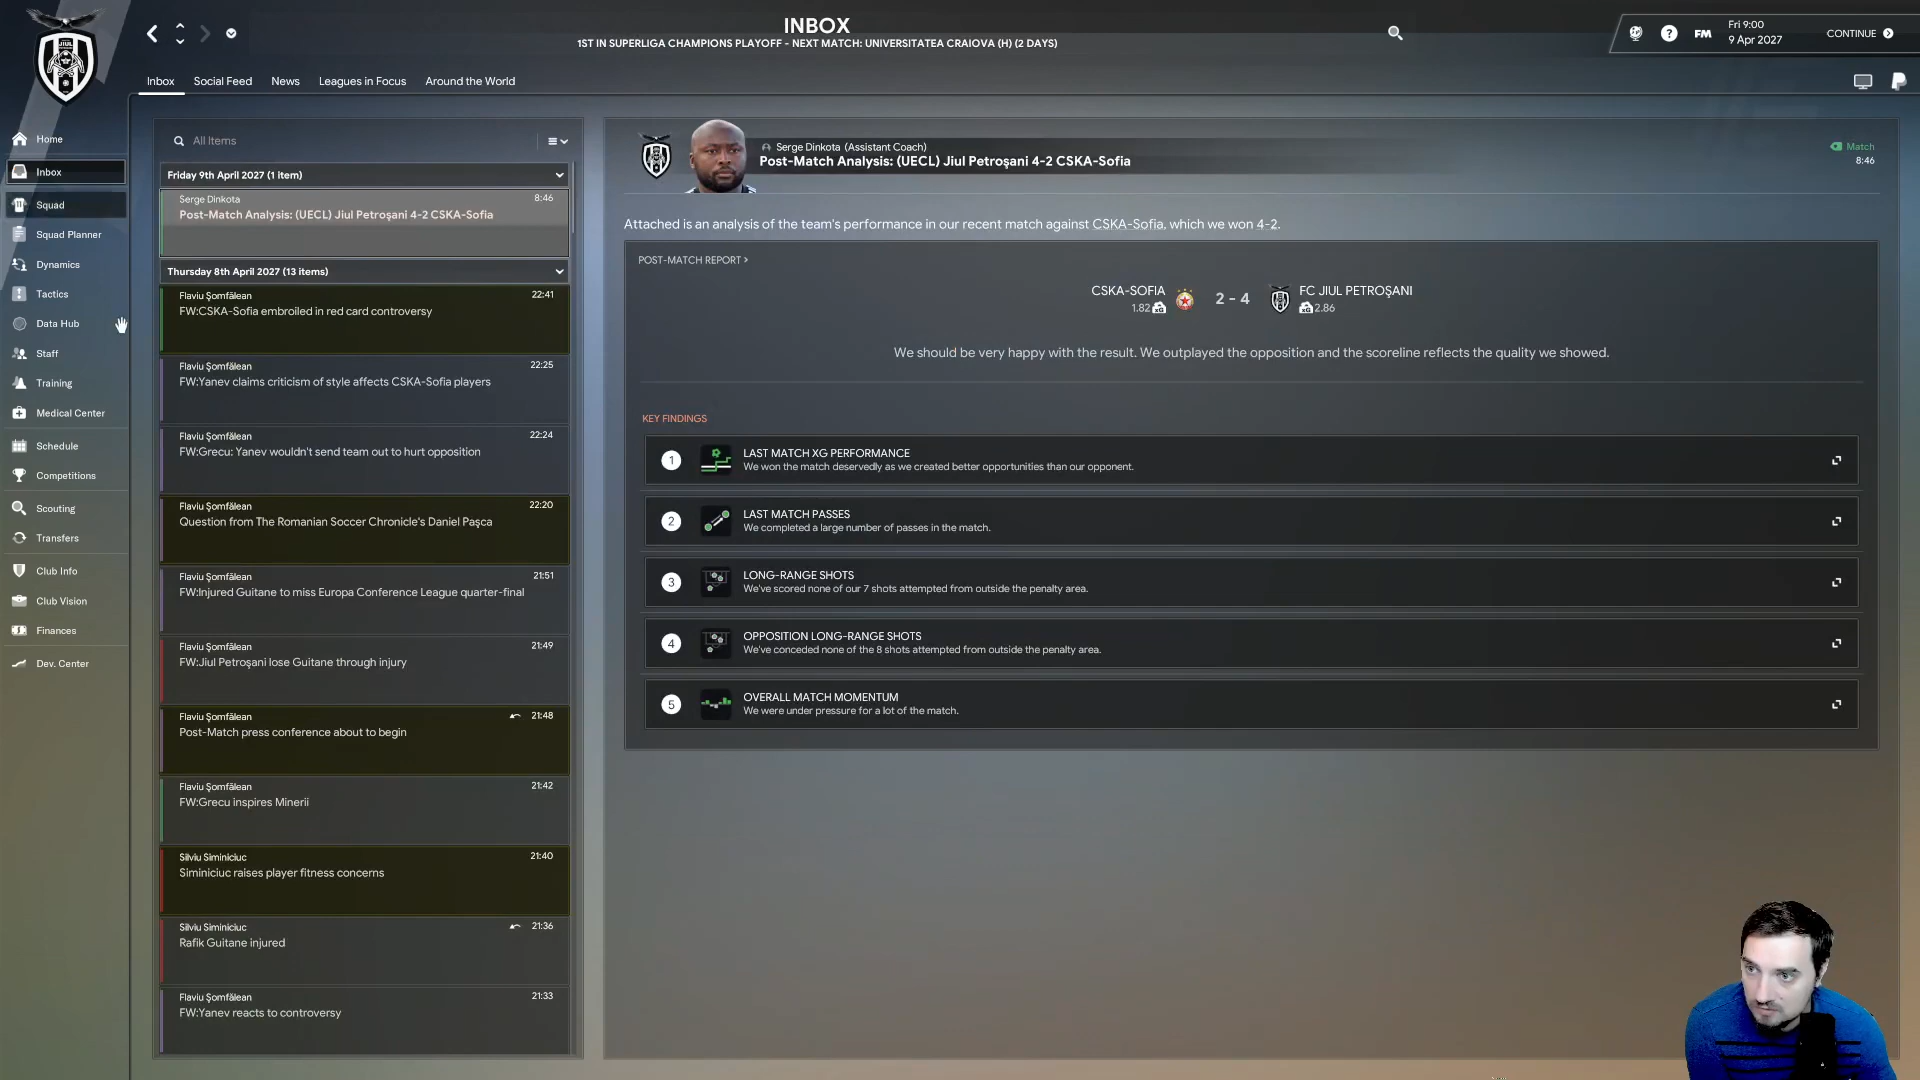 INBOX
1ST IN SUPERLIGA CHAMPIONS PLAYOFF - NEXT MATCH: UNIVERSITATEA CRAIOVA (H) (2 DAYS)
FM
Fri 9:00
9 Apr 2027
CONTINUE
JIUL
Inbox
Social Feed
News
Leagues in Focus
Around the World
Home
Inbox
Squad
Squad Planner
Dynamics
Tactics
Data Hub
Staff
Training
Medical Center
Schedule
Competitions
Scouting
Transfers
Club Info
Club Vision
Finances
Dev. Center
All Items
Friday 9th April 2027 (1 item)
Serge Dinkota 8:46
Post-Match Analysis: (UECL) Jiul Petroșani 4-2 CSKA-Sofia
Thursday 8th April 2027 (13 items)
Flaviu Șomfălean 22:41
FW:CSKA-Sofia embroiled in red card controversy
Flaviu Șomfălean 22:25
FW:Yanev claims criticism of style affects CSKA-Sofia players
Flaviu Șomfălean 22:24
FW:Grecu: Yanev wouldn't send team out to hurt opposition
Flaviu Șomfălean 22:20
Question from The Romanian Soccer Chronicle's Daniel Pașca
Flaviu Șomfălean 21:51
FW:Injured Guitane to miss Europa Conference League quarter-final
Flaviu Șomfălean 21:49
FW:Jiul Petroșani lose Guitane through injury
Flaviu Șomfălean 21:48
Post-Match press conference about to begin
Flaviu Șomfălean 21:42
FW:Grecu inspires Minerii
Silviu Siminiciuc 21:40
Siminiciuc raises player fitness concerns
Silviu Siminiciuc 21:36
Rafik Guitane injured
Flaviu Șomfălean 21:33
FW:Yanev reacts to controversy
Serge Dinkota (Assistant Coach)
Post-Match Analysis: (UECL) Jiul Petroșani 4-2 CSKA-Sofia
Match
8:46
Attached is an analysis of the team's performance in our recent match against CSKA-Sofia, which we won 4-2.
POST-MATCH REPORT >
CSKA-SOFIA 2 - 4 FC JIUL PETROȘANI
1.82 xG xG 2.86
We should be very happy with the result. We outplayed the opposition and the scoreline reflects the quality we showed.
KEY FINDINGS
1 LAST MATCH XG PERFORMANCE
We won the match deservedly as we created better opportunities than our opponent.
2 LAST MATCH PASSES
We completed a large number of passes in the match.
3 LONG-RANGE SHOTS
We've scored none of our 7 shots attempted from outside the penalty area.
4 OPPOSITION LONG-RANGE SHOTS
We've conceded none of the 8 shots attempted from outside the penalty area.
5 OVERALL MATCH MOMENTUM
We were under pressure for a lot of the match.